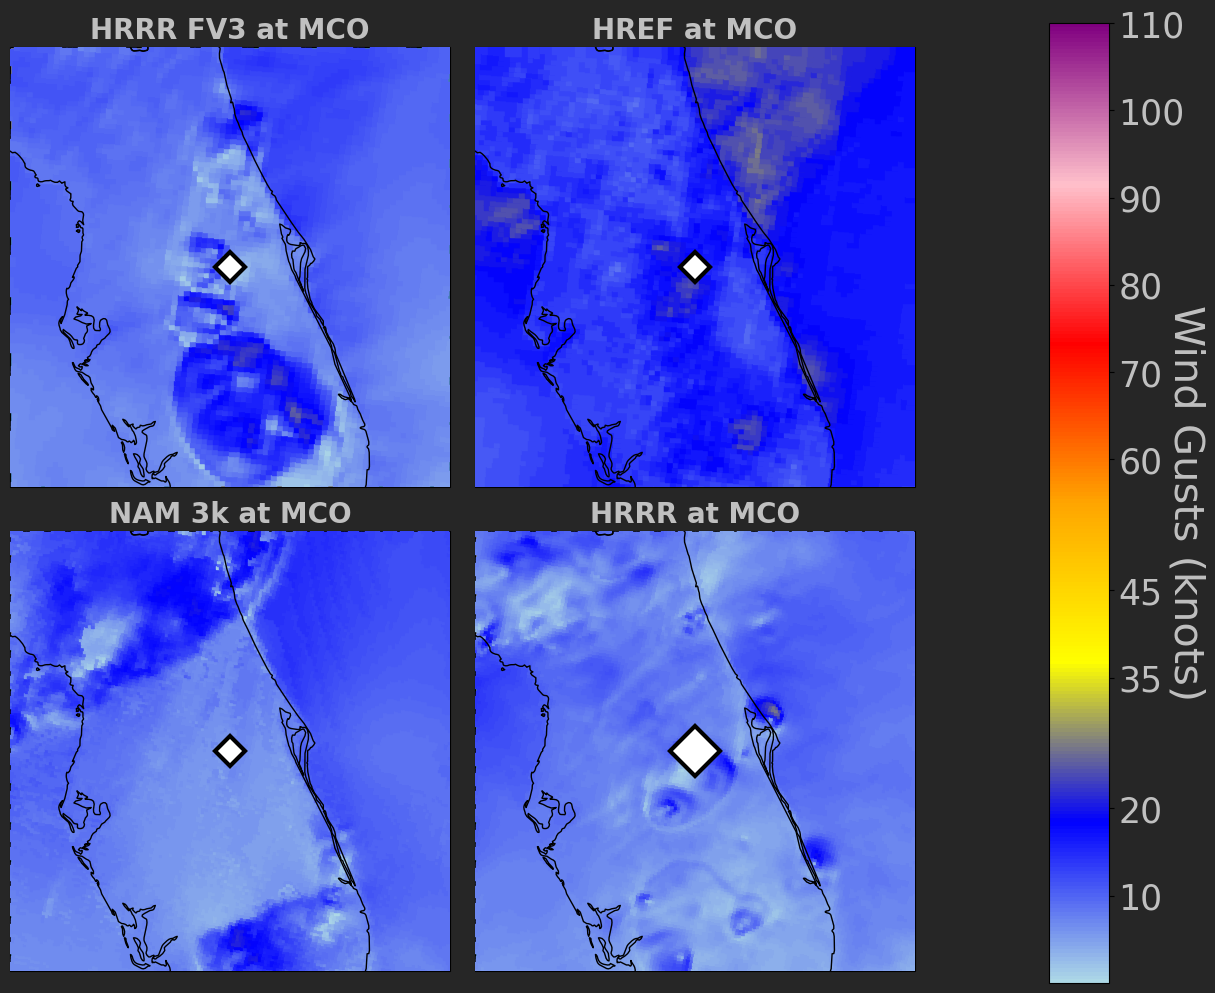 HRRR FV3 at MCO
HREF at MCO
NAM 3k at MCO
HRRR at MCO
110
100
90
80
70
60
45
35
20
10
Wind Gusts (knots)